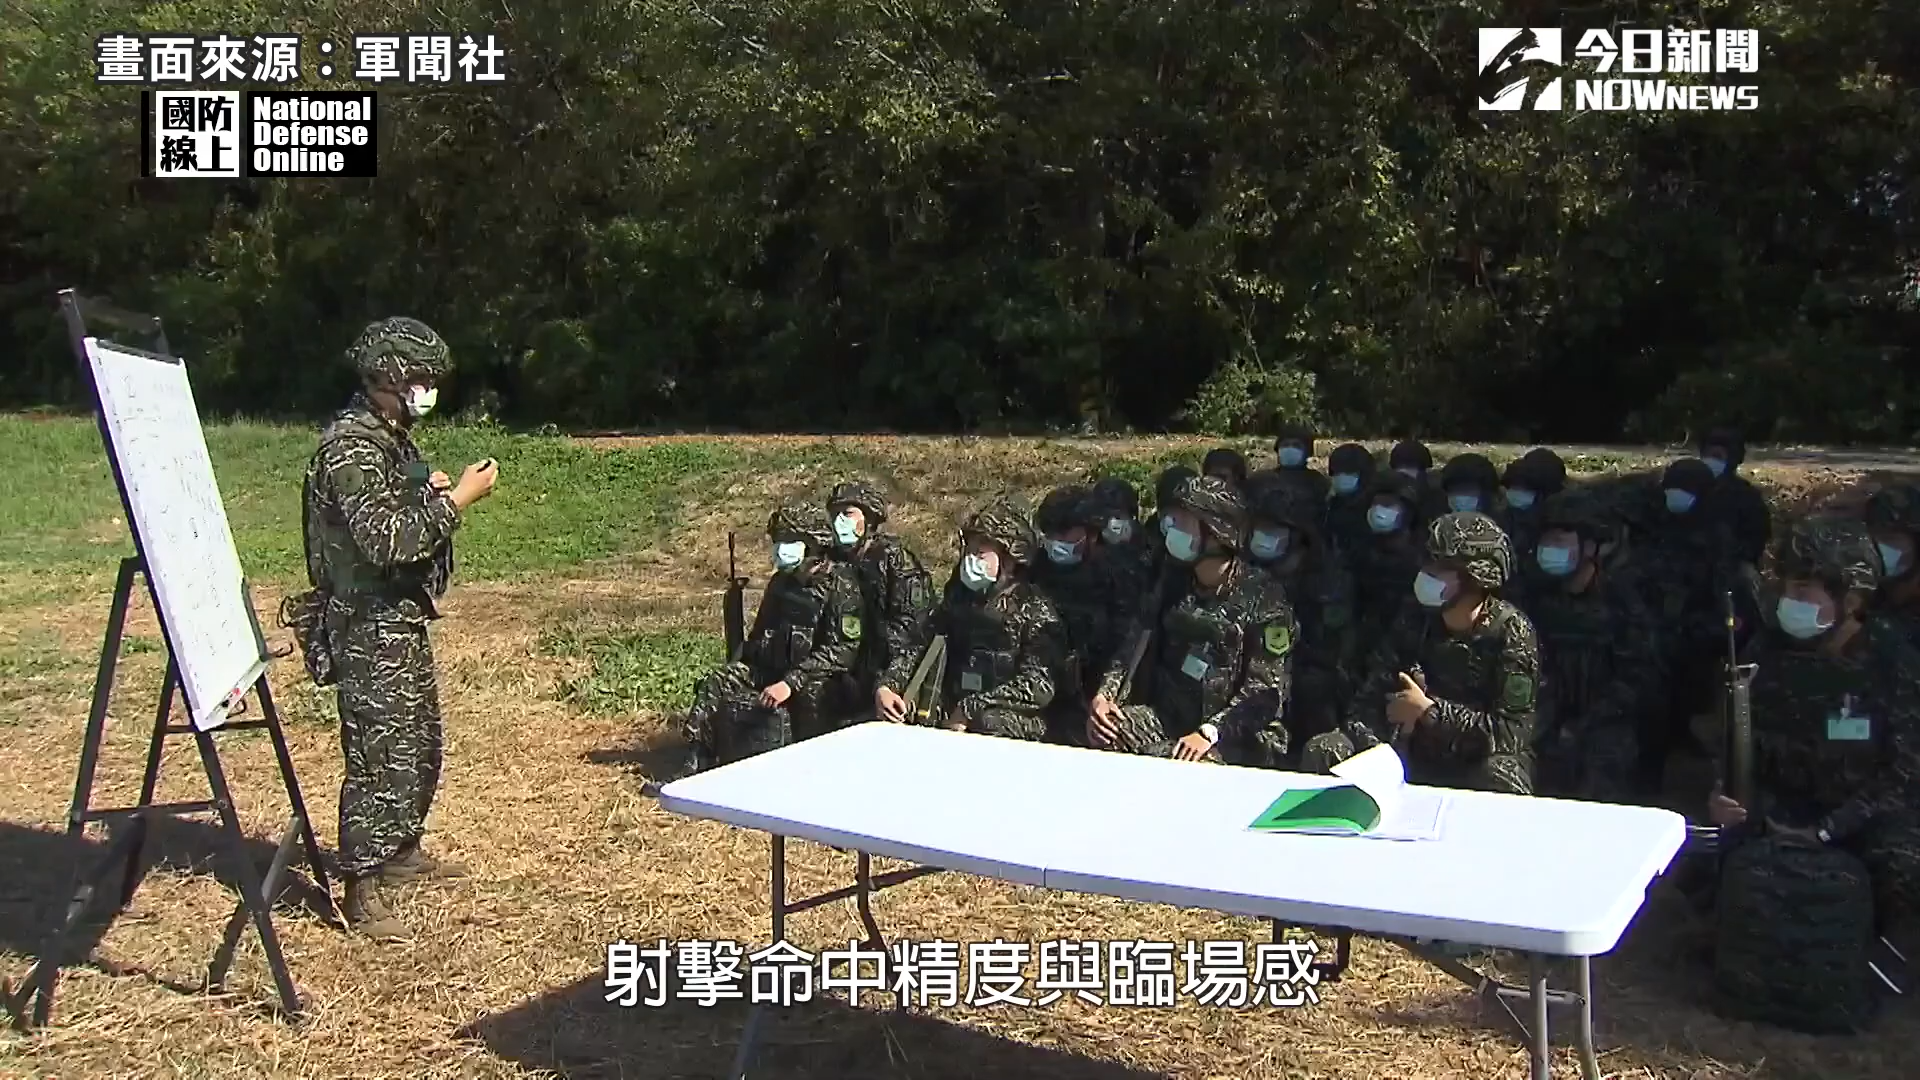 畫面來源：軍聞社
國防線上
National
Defense
Online
今日新聞
NOWNEWS
射擊命中精度與臨場感